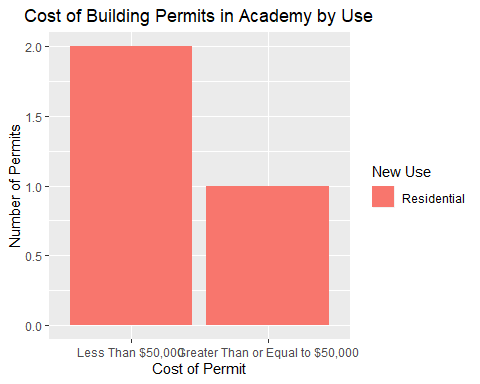 Cost of Building Permits in Academy by Use
2.0
1.5
1.0
0.5
0.0
Number of Permits
Less Than $50,000
Greater Than or Equal to $50,000
Cost of Permit
New Use
Residential